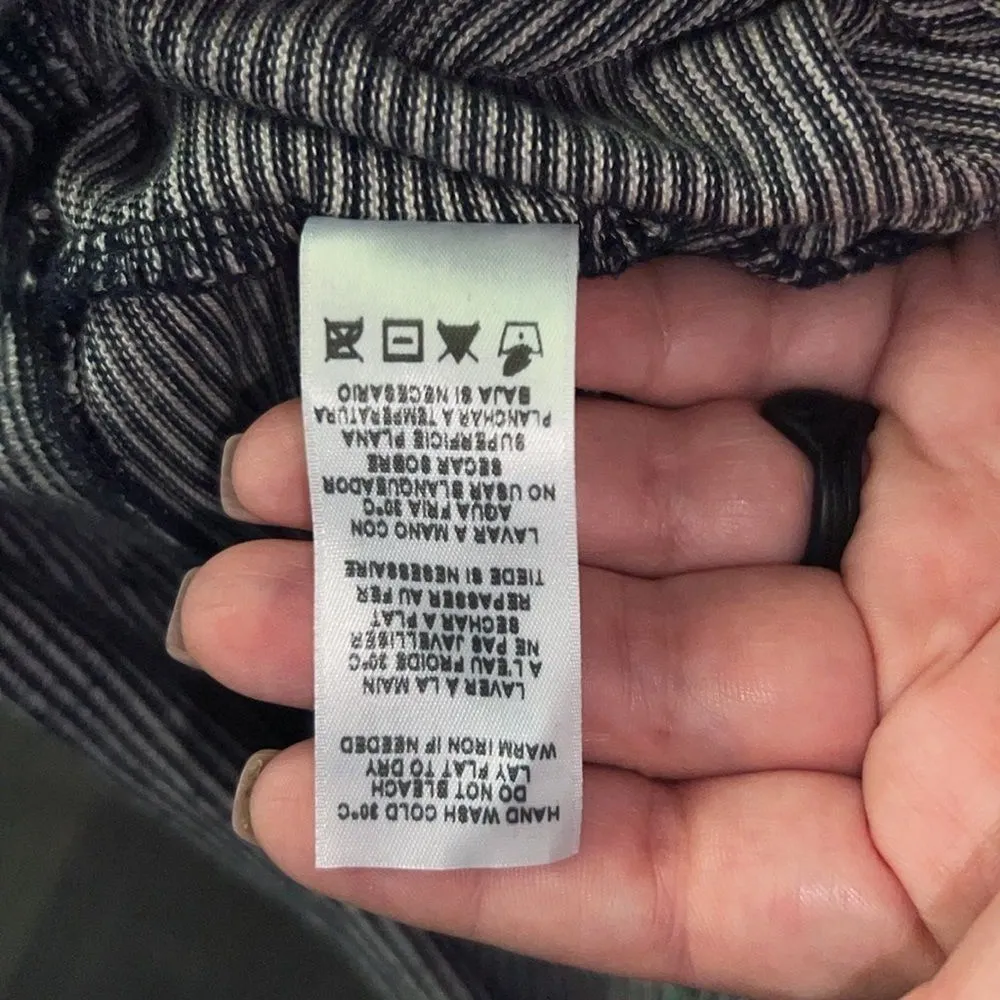 HAND WASH COLD 30°C
DO NOT BLEACH
LAY FLAT TO DRY
WARM IRON IF NEEDED
LAVER À LA MAIN
A L'EAU FROIDE 30°C
NE PAS JAVELLISER
SECHAR A PLAT
REPASSER AU FER
TIEDE SI NESESSAIRE
LAVAR A MANO CON
AGUA FRIA 30°C
NO USAR BLANQUEADOR
SECAR SOBRE
SUPERFICIE PLANA
PLANCHAR A TEMPERATURA
BAJA SI NECESARIO